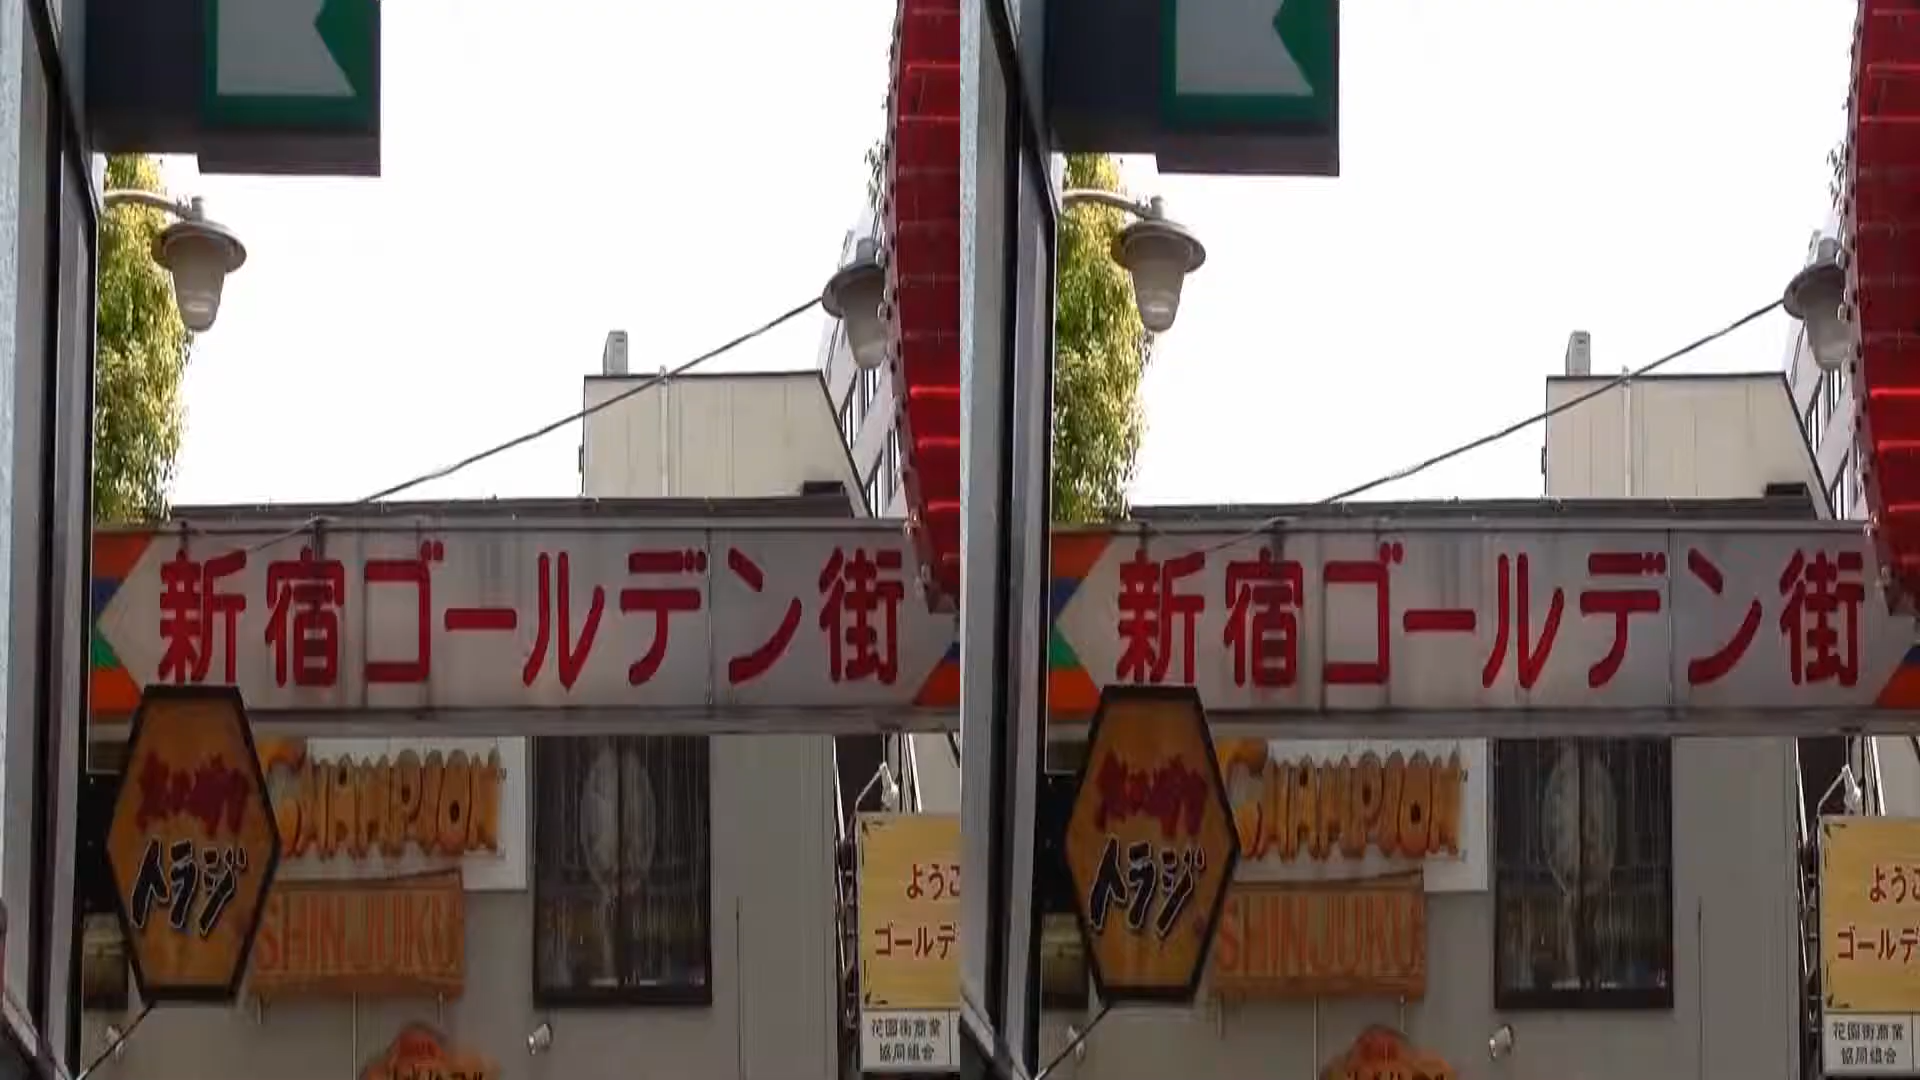 新宿ゴールデン街
トラジ
CHAMPION
SHINJUKU
ようこ
ゴールデ
花園街商業
協同組合
新宿ゴールデン街
トラジ
CHAMPION
SHINJUKU
ようこ
ゴールデ
花園街商業
協同組合